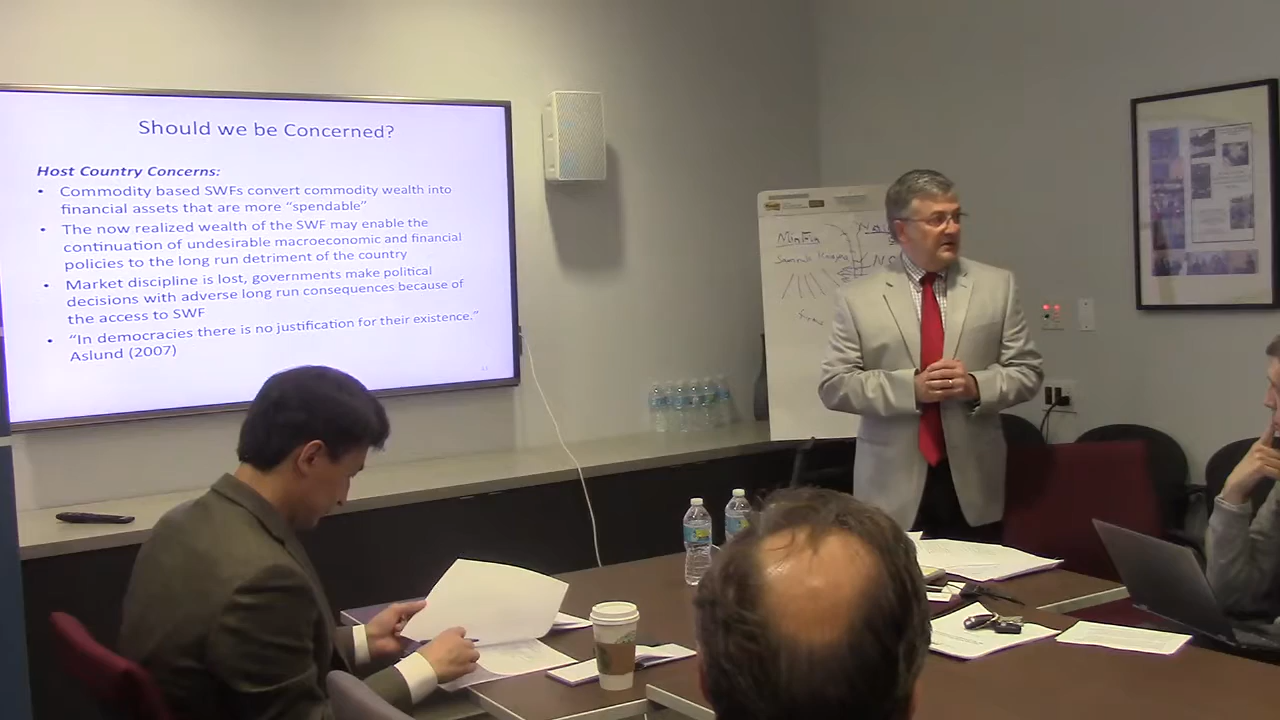 Should we be Concerned?
Host Country Concerns:
• Commodity based SWFs convert commodity wealth into
financial assets that are more “spendable”
• The now realized wealth of the SWF may enable the
continuation of undesirable macroeconomic and financial
policies to the long run detriment of the country
• Market discipline is lost, governments make political
decisions with adverse long run consequences because of
the access to SWF
• “In democracies there is no justification for their existence.”
Aslund (2007)